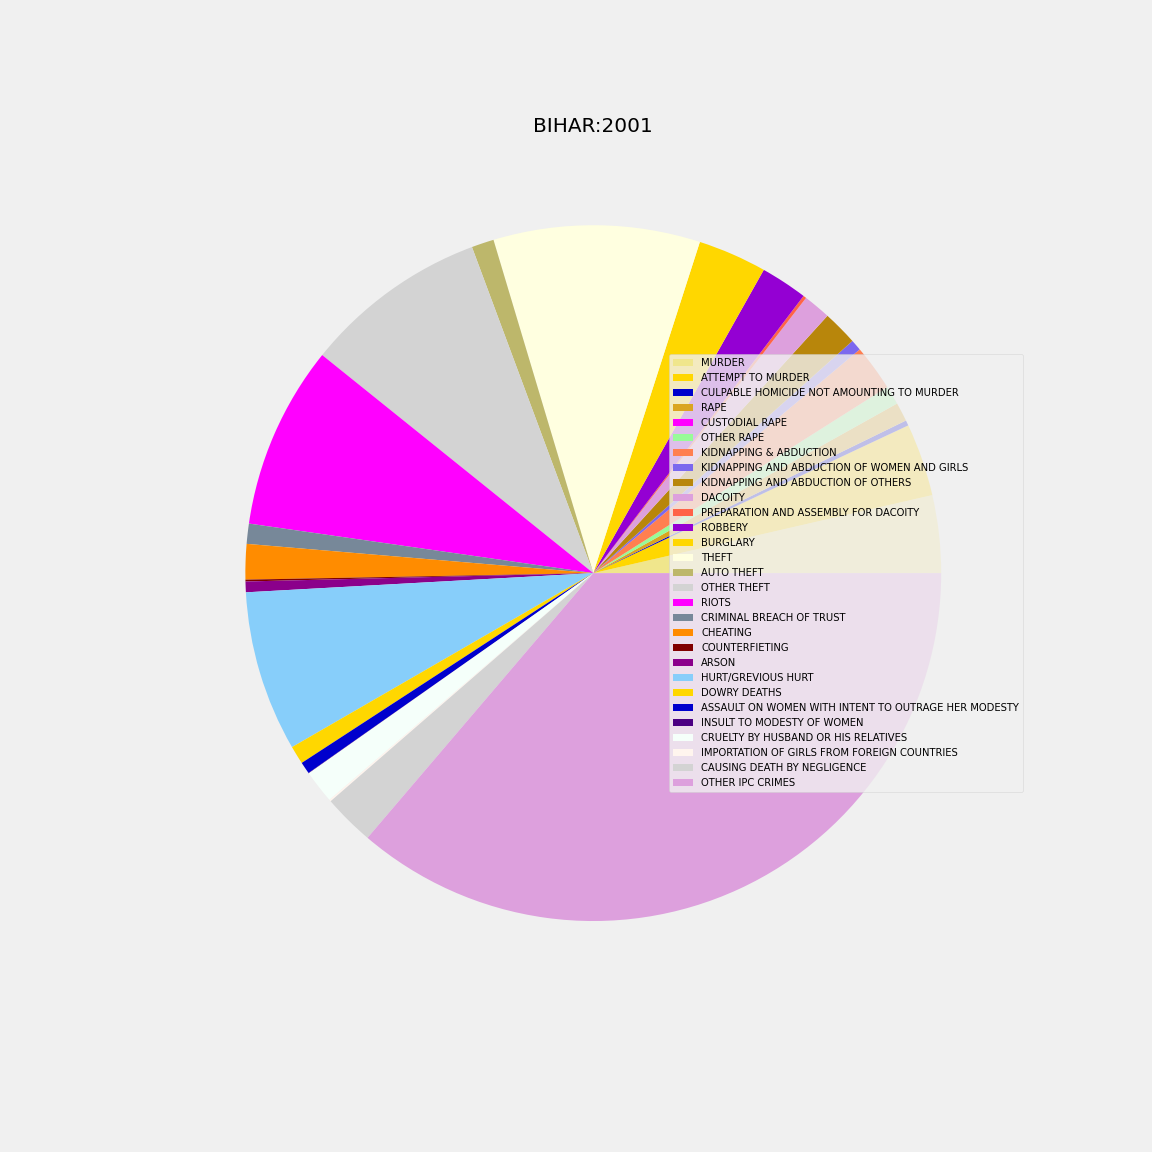 BIHAR:2001
MURDER
ATTEMPT TO MURDER
CULPABLE HOMICIDE NOT AMOUNTING TO MURDER
RAPE
CUSTODIAL RAPE
OTHER RAPE
KIDNAPPING & ABDUCTION
KIDNAPPING AND ABDUCTION OF WOMEN AND GIRLS
KIDNAPPING AND ABDUCTION OF OTHERS
DACOITY
PREPARATION AND ASSEMBLY FOR DACOITY
ROBBERY
BURGLARY
THEFT
AUTO THEFT
OTHER THEFT
RIOTS
CRIMINAL BREACH OF TRUST
CHEATING
COUNTERFIETING
ARSON
HURT/GREVIOUS HURT
DOWRY DEATHS
ASSAULT ON WOMEN WITH INTENT TO OUTRAGE HER MODESTY
INSULT TO MODESTY OF WOMEN
CRUELTY BY HUSBAND OR HIS RELATIVES
IMPORTATION OF GIRLS FROM FOREIGN COUNTRIES
CAUSING DEATH BY NEGLIGENCE
OTHER IPC CRIMES